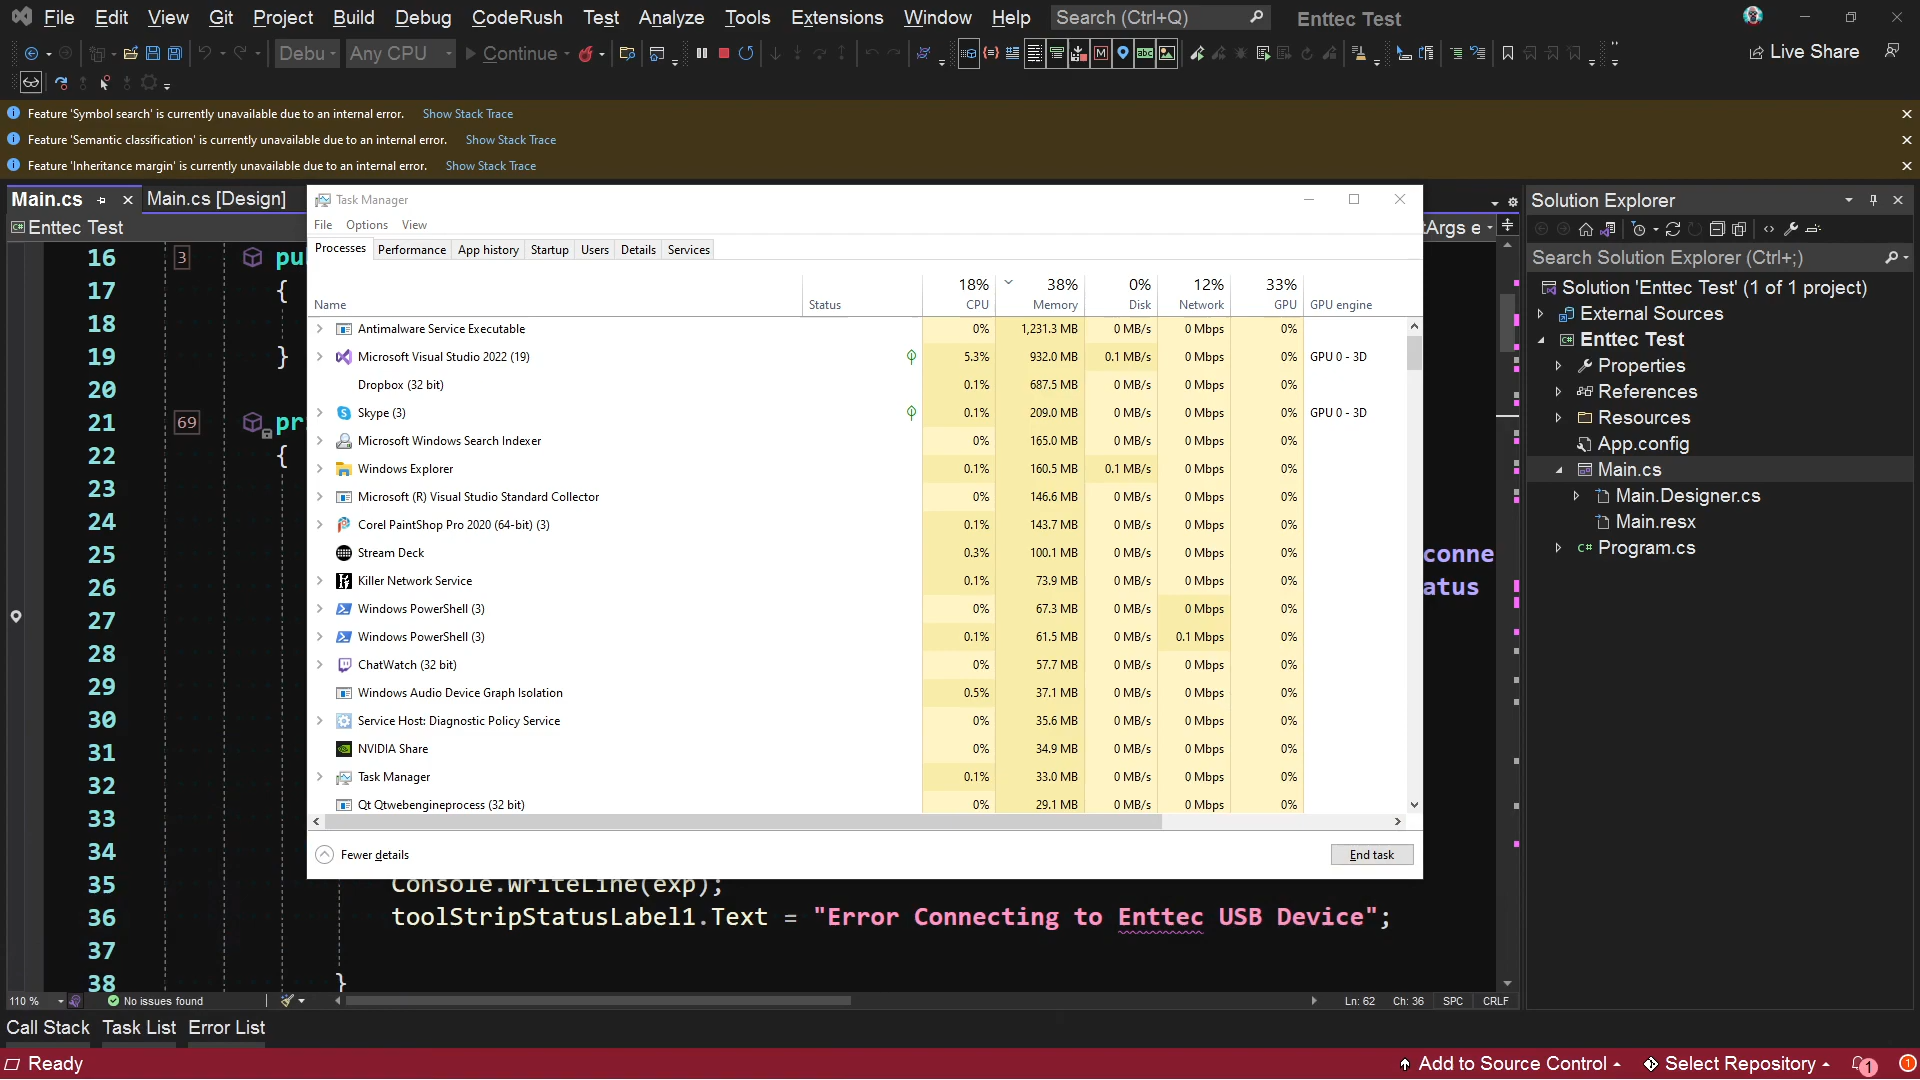 File Edit View Git Project Build Debug CodeRush Test Analyze Tools Extensions Window Help Search (Ctrl+Q) Enttec Test
Debu Any CPU Continue Live Share
Feature 'Symbol search' is currently unavailable due to an internal error. Show Stack Trace
Feature 'Semantic classification' is currently unavailable due to an internal error. Show Stack Trace
Feature 'Inheritance margin' is currently unavailable due to an internal error. Show Stack Trace
Main.cs Main.cs [Design]
Enttec Test
tArgs e
Task Manager
File Options View
Processes Performance App history Startup Users Details Services
18% 38% 0% 12% 33%
Name Status CPU Memory Disk Network GPU GPU engine
Antimalware Service Executable 0% 1,231.3 MB 0 MB/s 0 Mbps 0%
Microsoft Visual Studio 2022 (19) 5.3% 932.0 MB 0.1 MB/s 0 Mbps 0% GPU 0 - 3D
Dropbox (32 bit) 0.1% 687.5 MB 0 MB/s 0 Mbps 0%
Skype (3) 0.1% 209.0 MB 0 MB/s 0 Mbps 0% GPU 0 - 3D
Microsoft Windows Search Indexer 0% 165.0 MB 0 MB/s 0 Mbps 0%
Windows Explorer 0.1% 160.5 MB 0.1 MB/s 0 Mbps 0%
Microsoft (R) Visual Studio Standard Collector 0% 146.6 MB 0 MB/s 0 Mbps 0%
Corel PaintShop Pro 2020 (64-bit) (3) 0.1% 143.7 MB 0 MB/s 0 Mbps 0%
Stream Deck 0.3% 100.1 MB 0 MB/s 0 Mbps 0%
Killer Network Service 0.1% 73.9 MB 0 MB/s 0 Mbps 0%
Windows PowerShell (3) 0% 67.3 MB 0 MB/s 0 Mbps 0%
Windows PowerShell (3) 0.1% 61.5 MB 0 MB/s 0.1 Mbps 0%
ChatWatch (32 bit) 0% 57.7 MB 0 MB/s 0 Mbps 0%
Windows Audio Device Graph Isolation 0.5% 37.1 MB 0 MB/s 0 Mbps 0%
Service Host: Diagnostic Policy Service 0% 35.6 MB 0 MB/s 0 Mbps 0%
NVIDIA Share 0% 34.9 MB 0 MB/s 0 Mbps 0%
Task Manager 0.1% 33.0 MB 0 MB/s 0 Mbps 0%
Qt Qtwebengineprocess (32 bit) 0% 29.1 MB 0 MB/s 0 Mbps 0%
Fewer details End task
16 3 pu
17 {
18
19 }
20
21 69 pr
22 {
23
24
25 conne
26 atus
27
28
29
30
31
32
33
34
35 Console.WriteLine(exp);
36 toolStripStatusLabel1.Text = "Error Connecting to Enttec USB Device";
37
38 }
110 % No issues found Ln: 62 Ch: 36 SPC CRLF
Solution Explorer
Search Solution Explorer (Ctrl+;)
Solution 'Enttec Test' (1 of 1 project)
External Sources
Enttec Test
Properties
References
Resources
App.config
Main.cs
Main.Designer.cs
Main.resx
C# Program.cs
Call Stack Task List Error List
Ready Add to Source Control Select Repository 1 1